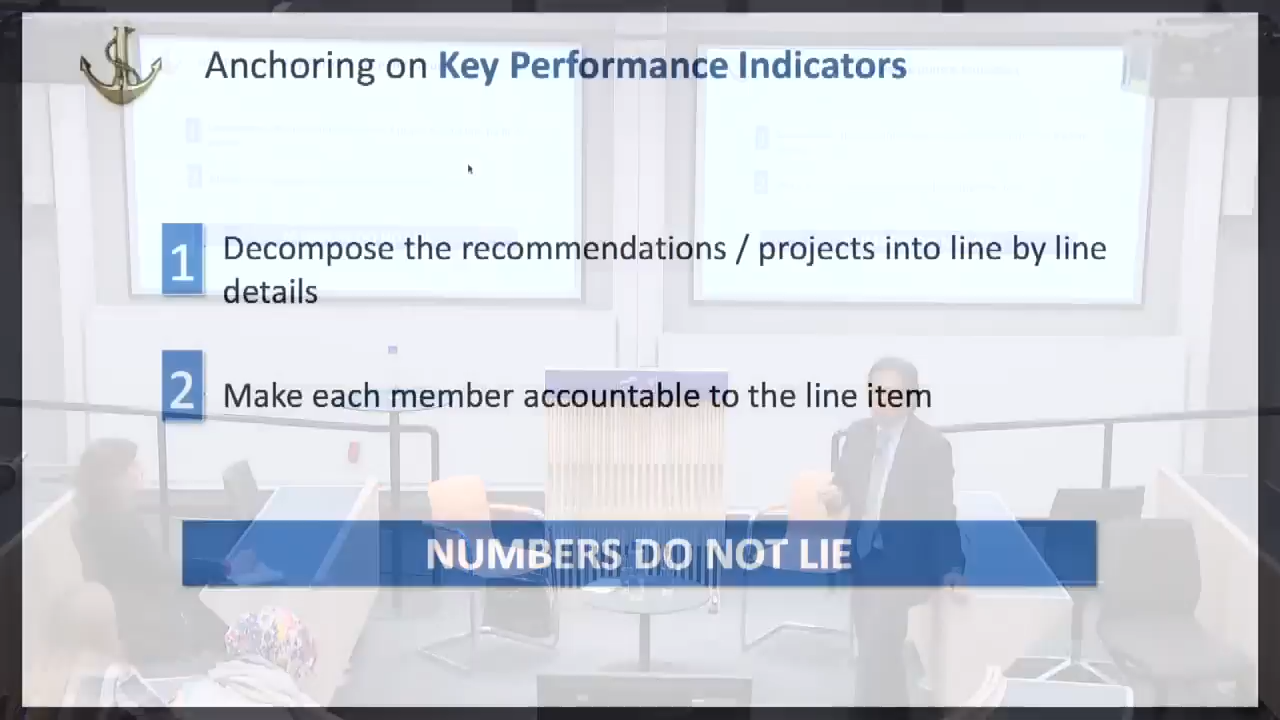 Anchoring on Key Performance Indicators
1
Decompose the recommendations / projects into line by line
details
2
Make each member accountable to the line item
NUMBERS DO NOT LIE